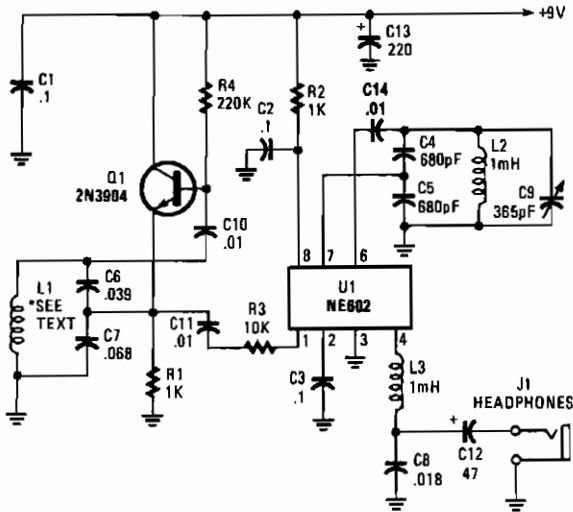 +9V
C1
.1
C13
+
220
R4
220K
R2
1K
C2
.1
C14
.01
C4
680pF
L2
1mH
C5
680pF
C9
365pF
Q1
2N3904
C10
.01
8
7
6
U1
NE602
1
2
3
4
L1
*SEE
TEXT
C6
.039
C7
.068
C11
.01
R3
10K
R1
1K
C3
.1
L3
1mH
J1
HEADPHONES
+
C12
47
C8
.018